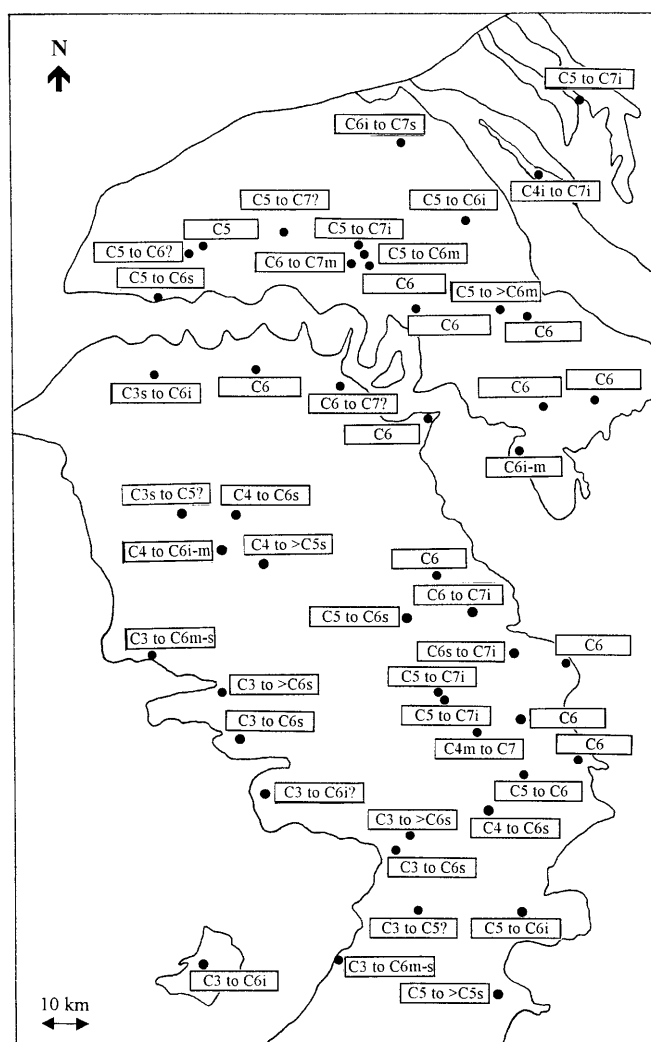 N
C5 to C7i
C6i to C7s
C4i to C7i
C5 to C7?
C5 to C6i
C5
C5 to C7i
C5 to C6?
C6 to C7m
C5 to C6m
C5 to C6s
C6
C5 to >C6m
C6
C6
C3s to C6i
C6
C6 to C7?
C6
C6
C6
C6i-m
C3s to C5?
C4 to C6s
C4 to C6i-m
C4 to >C5s
C6
C6 to C7i
C5 to C6s
C3 to C6m-s
C6s to C7i
C6
C3 to >C6s
C5 to C7i
C5 to C7i
C6
C3 to C6s
C4m to C7
C6
C5 to C6
C3 to C6i?
C4 to C6s
C3 to >C6s
C3 to C6s
C3 to C5?
C5 to C6i
C3 to C6i
C3 to C6m-s
C5 to >C5s
10 km